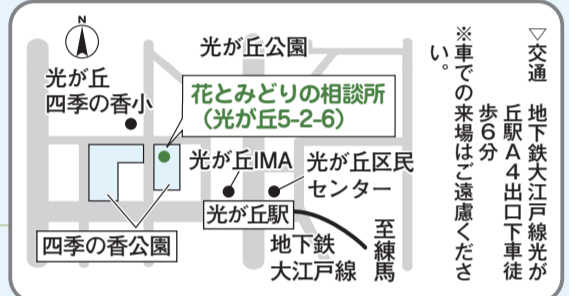 ▽交通　地下鉄大江戸線光が
丘駅Ａ４出口下車徒
歩６分
※車での来場はご遠慮くださ
い。
N
光が丘公園
光が丘
四季の香小
花とみどりの相談所
（光が丘5-2-6）
光が丘IMA
光が丘区民
センター
光が丘駅
四季の香公園
地下鉄
大江戸線
至練馬